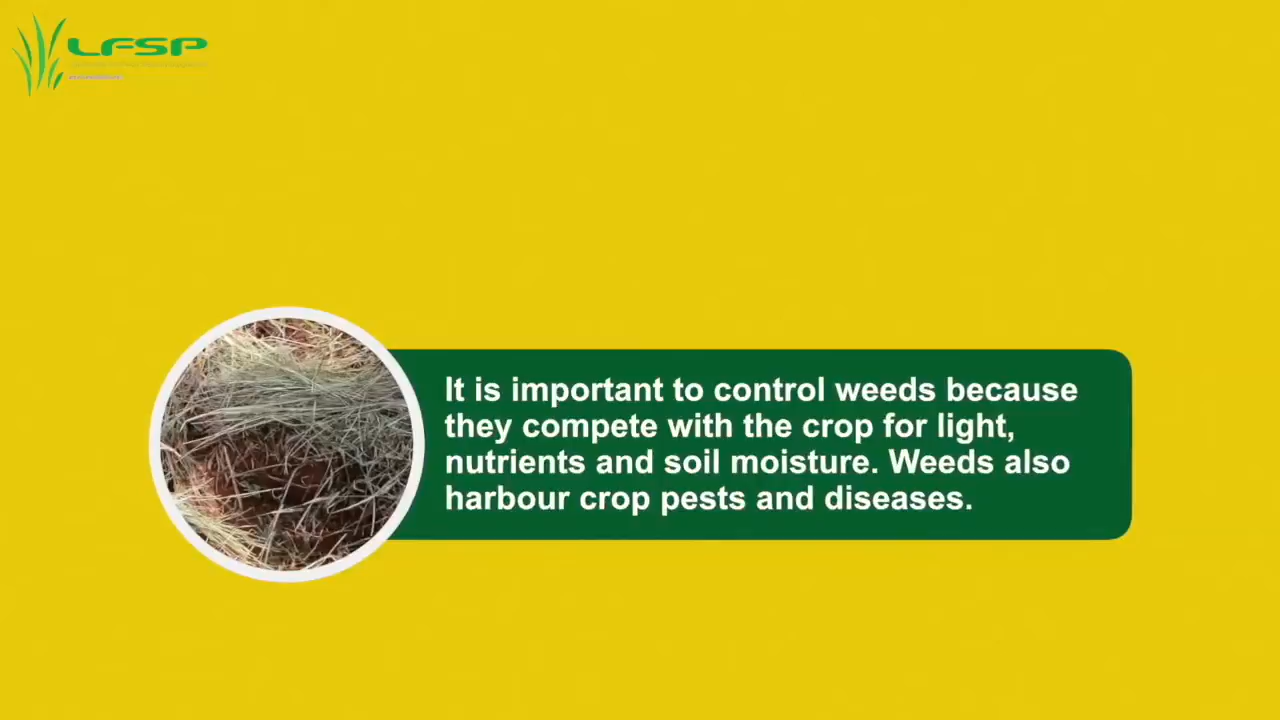 LFSP
It is important to control weeds because
they compete with the crop for light,
nutrients and soil moisture. Weeds also
harbour crop pests and diseases.